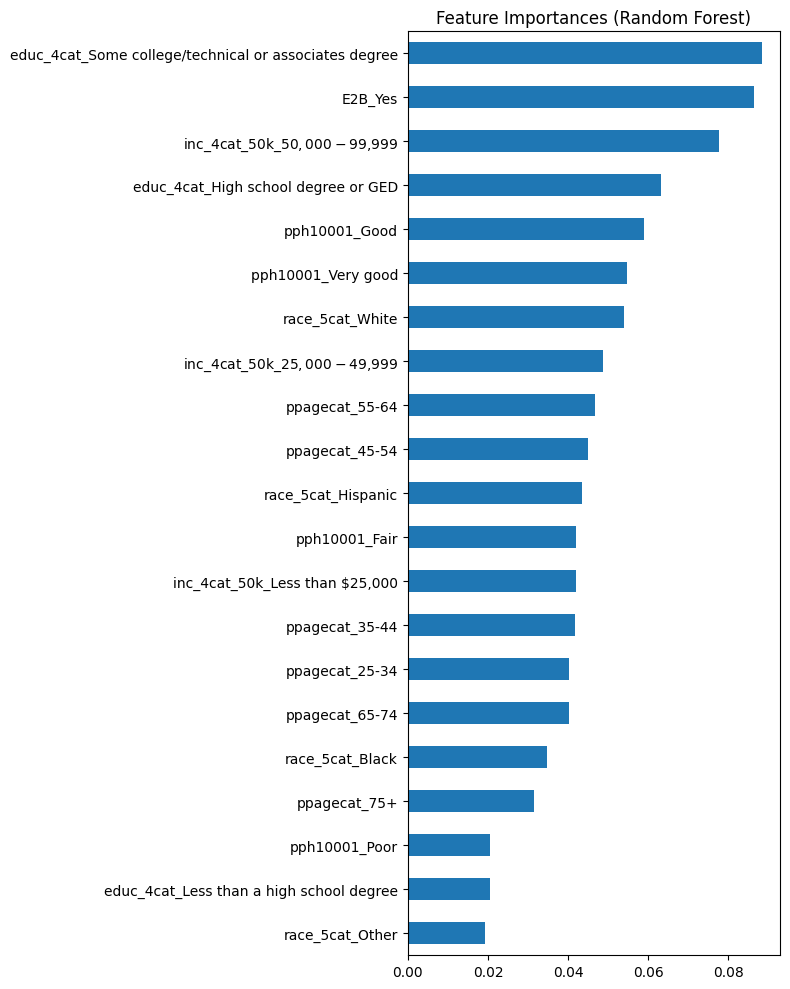 Feature Importances (Random Forest)
educ_4cat_Some college/technical or associates degree
E2B_Yes
inc_4cat_50k_50,000 − 99,999
educ_4cat_High school degree or GED
pph10001_Good
pph10001_Very good
race_5cat_White
inc_4cat_50k_25,000 − 49,999
ppagecat_55-64
ppagecat_45-54
race_5cat_Hispanic
pph10001_Fair
inc_4cat_50k_Less than $25,000
ppagecat_35-44
ppagecat_25-34
ppagecat_65-74
race_5cat_Black
ppagecat_75+
pph10001_Poor
educ_4cat_Less than a high school degree
race_5cat_Other
0.00 0.02 0.04 0.06 0.08